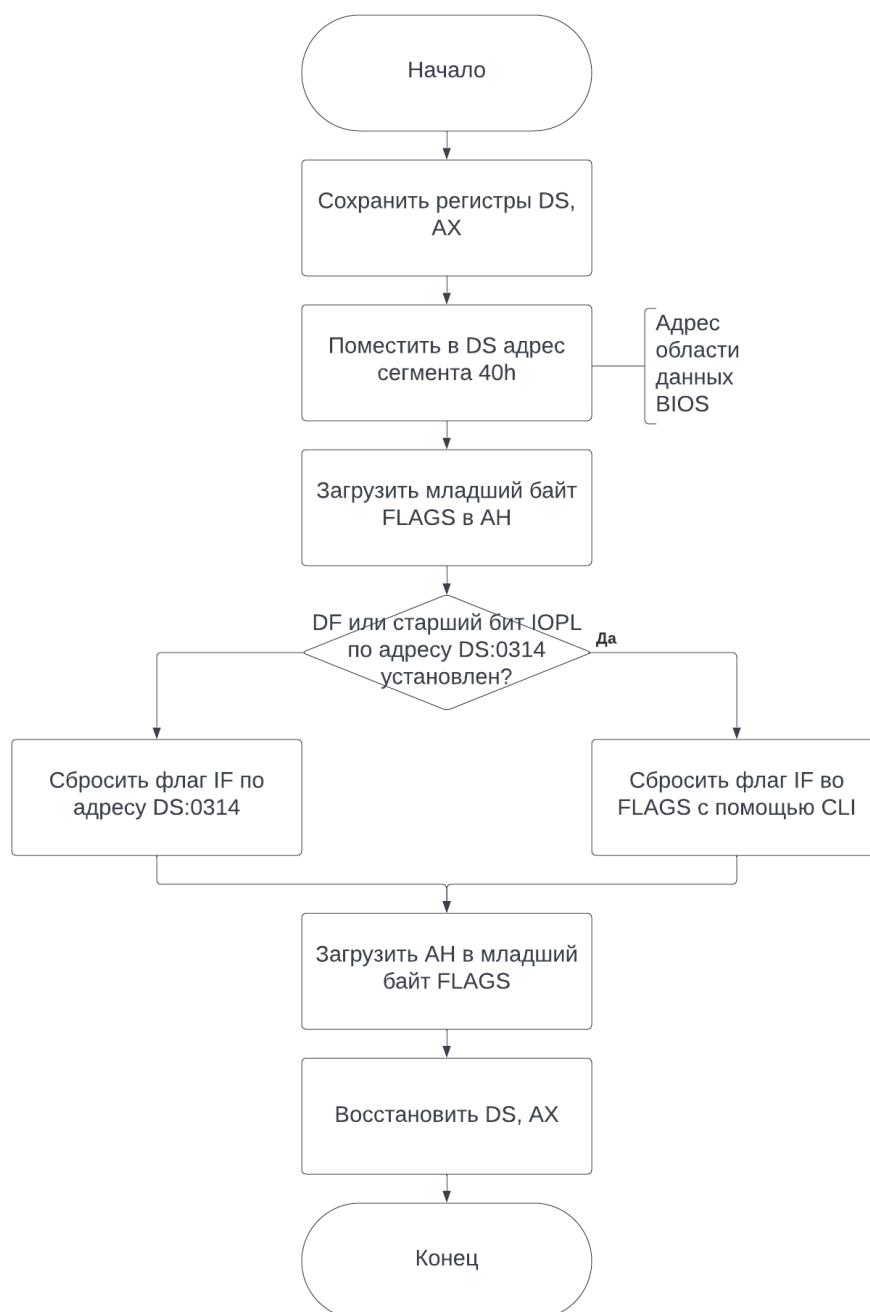 Начало
Сохранить регистры DS,
AX
Поместить в DS адрес
сегмента 40h
Адрес
области
данных
BIOS
Загрузить младший байт
FLAGS в AH
DF или старший бит IOPL
по адресу DS:0314
установлен?
Да
Сбросить флаг IF по
адресу DS:0314
Сбросить флаг IF во
FLAGS с помощью CLI
Загрузить AH в младший
байт FLAGS
Восстановить DS, AX
Конец